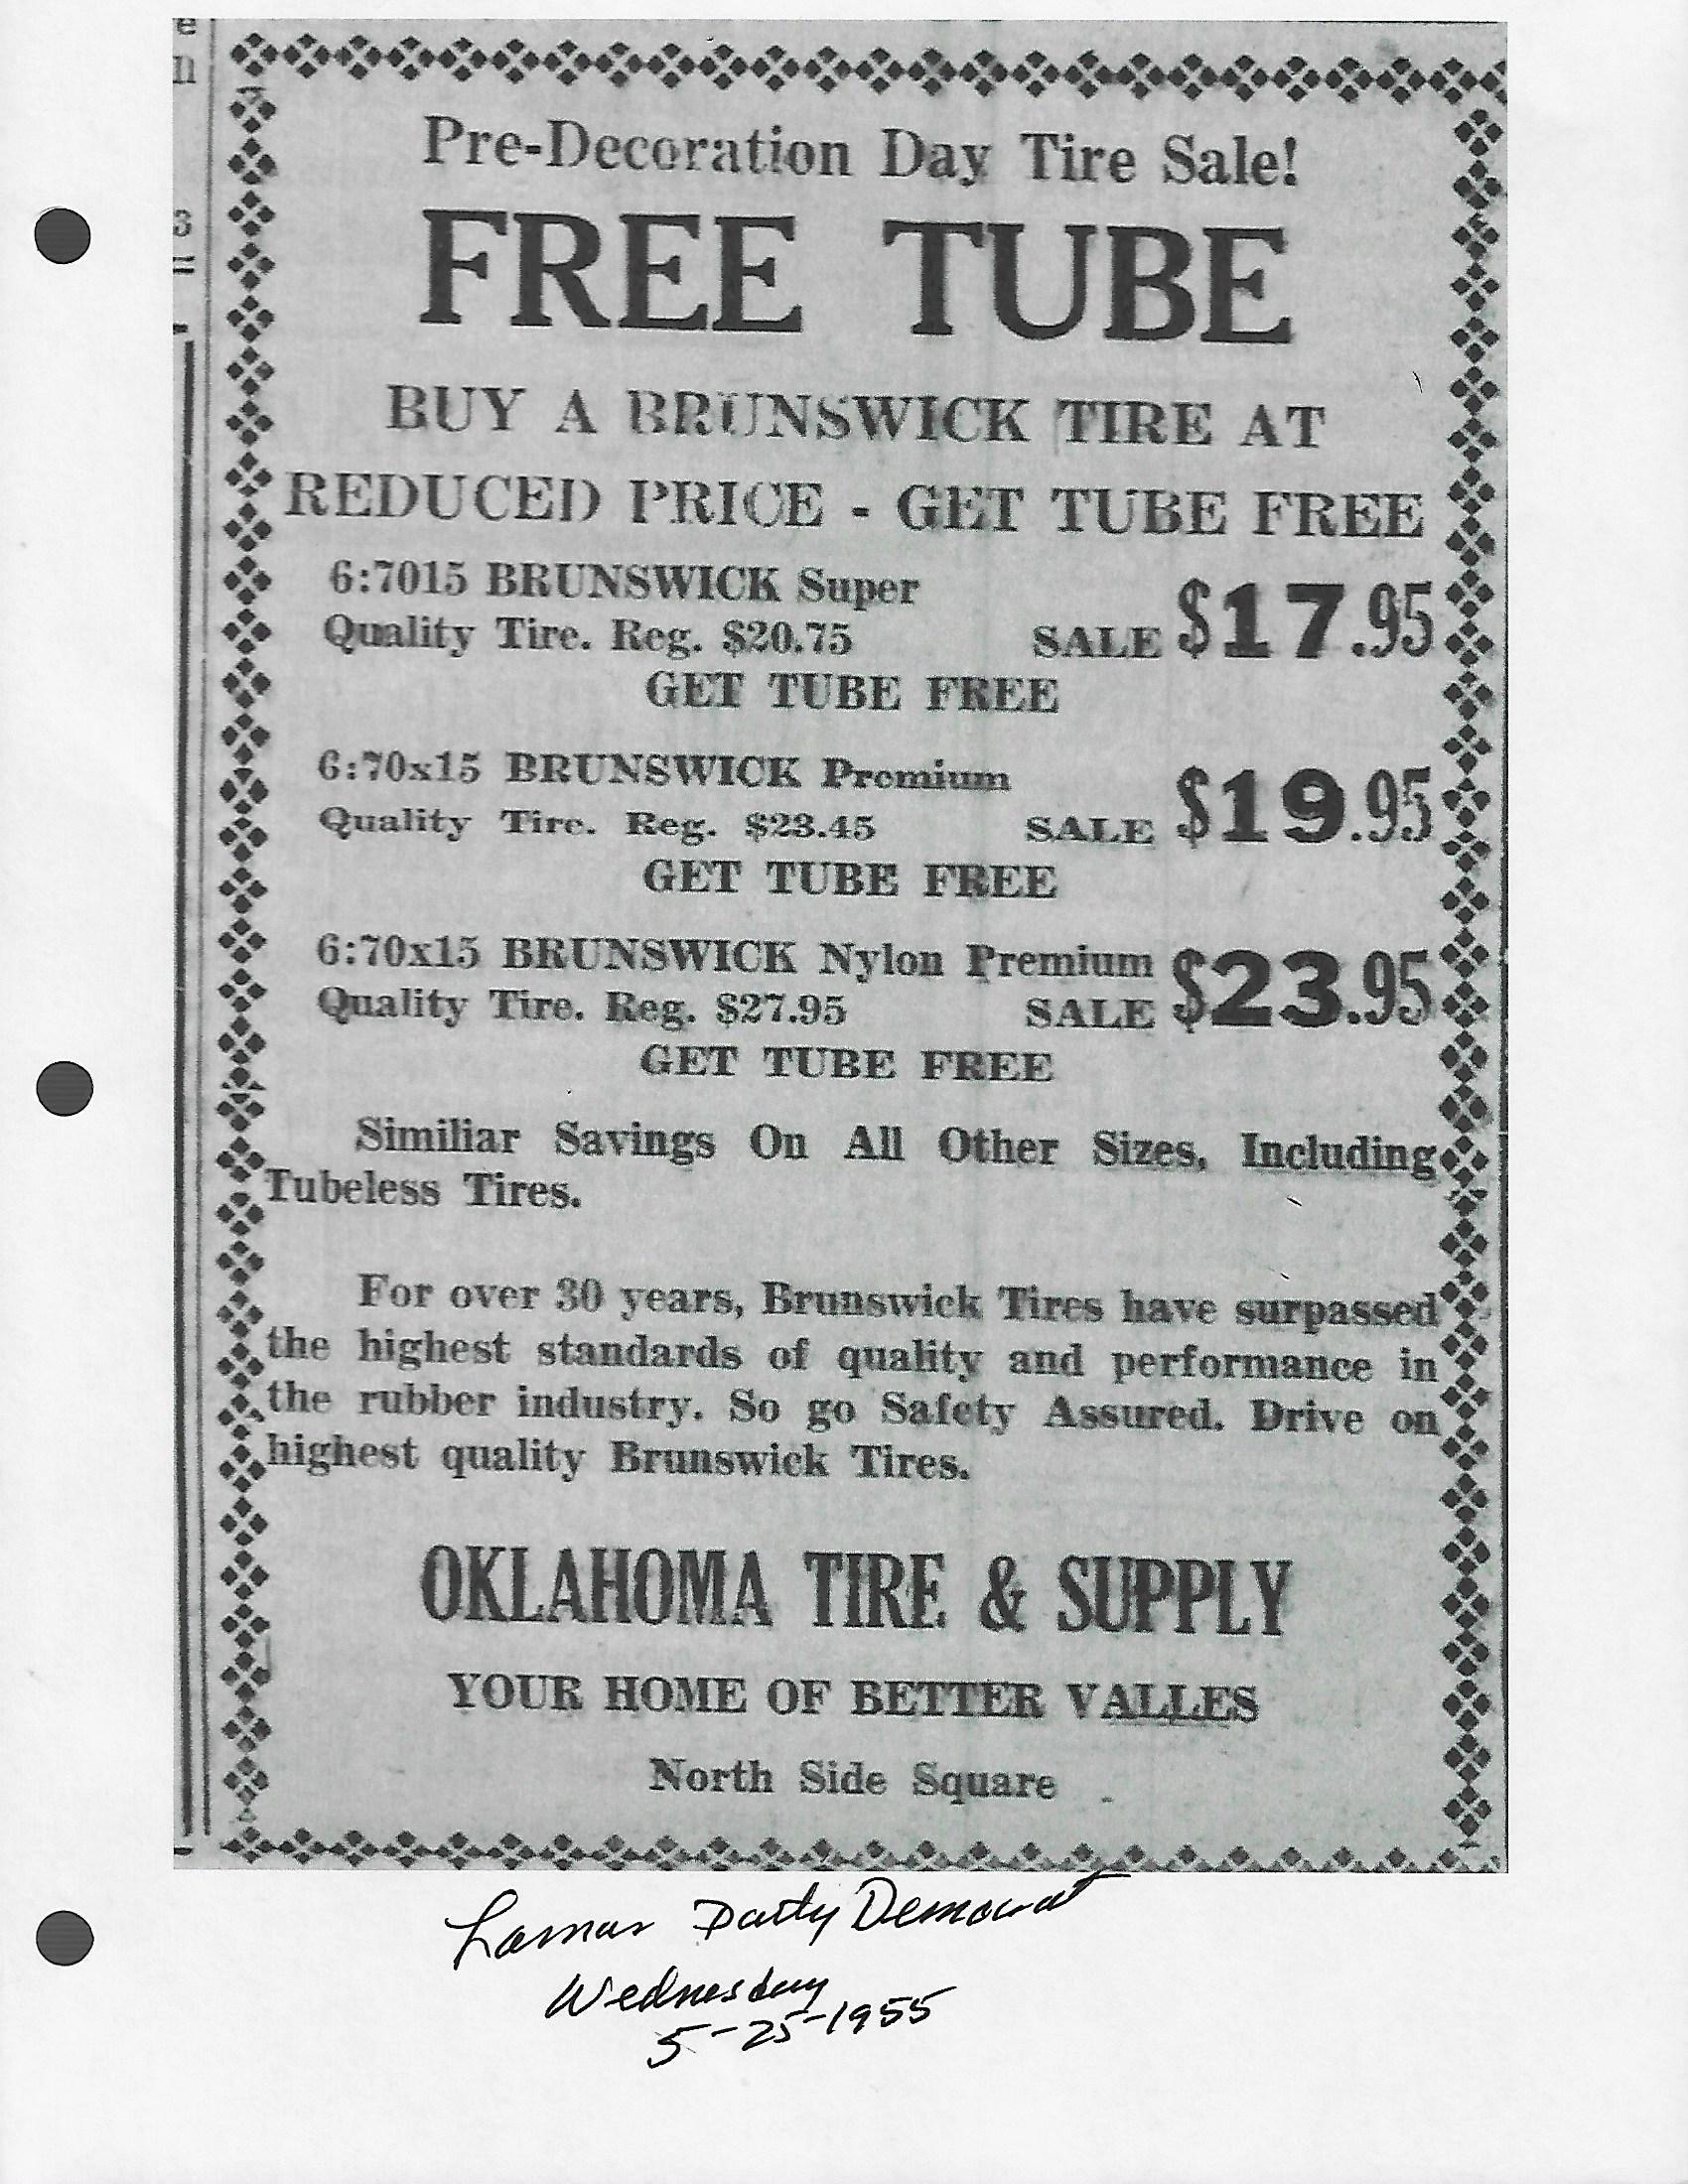 e
n
s
Pre-Decoration Day Tire Sale!
FREE TUBE
BUY A BRUNSWICK TIRE AT
REDUCED PRICE - GET TUBE FREE
6:7015 BRUNSWICK Super
Quality Tire. Reg. $20.75 SALE $17.95
GET TUBE FREE
6:70x15 BRUNSWICK Premium
Quality Tire. Reg. $23.45 SALE $19.95
GET TUBE FREE
6:70x15 BRUNSWICK Nylon Premium
Quality Tire. Reg. $27.95 SALE $23.95
GET TUBE FREE
Similiar Savings On All Other Sizes, Including
Tubeless Tires.
For over 30 years, Brunswick Tires have surpassed
the highest standards of quality and performance in
the rubber industry. So go Safety Assured. Drive on
highest quality Brunswick Tires.
OKLAHOMA TIRE & SUPPLY
YOUR HOME OF BETTER VALLES
North Side Square
Lamar Daily Democrat
Wednesday
5-25-1955